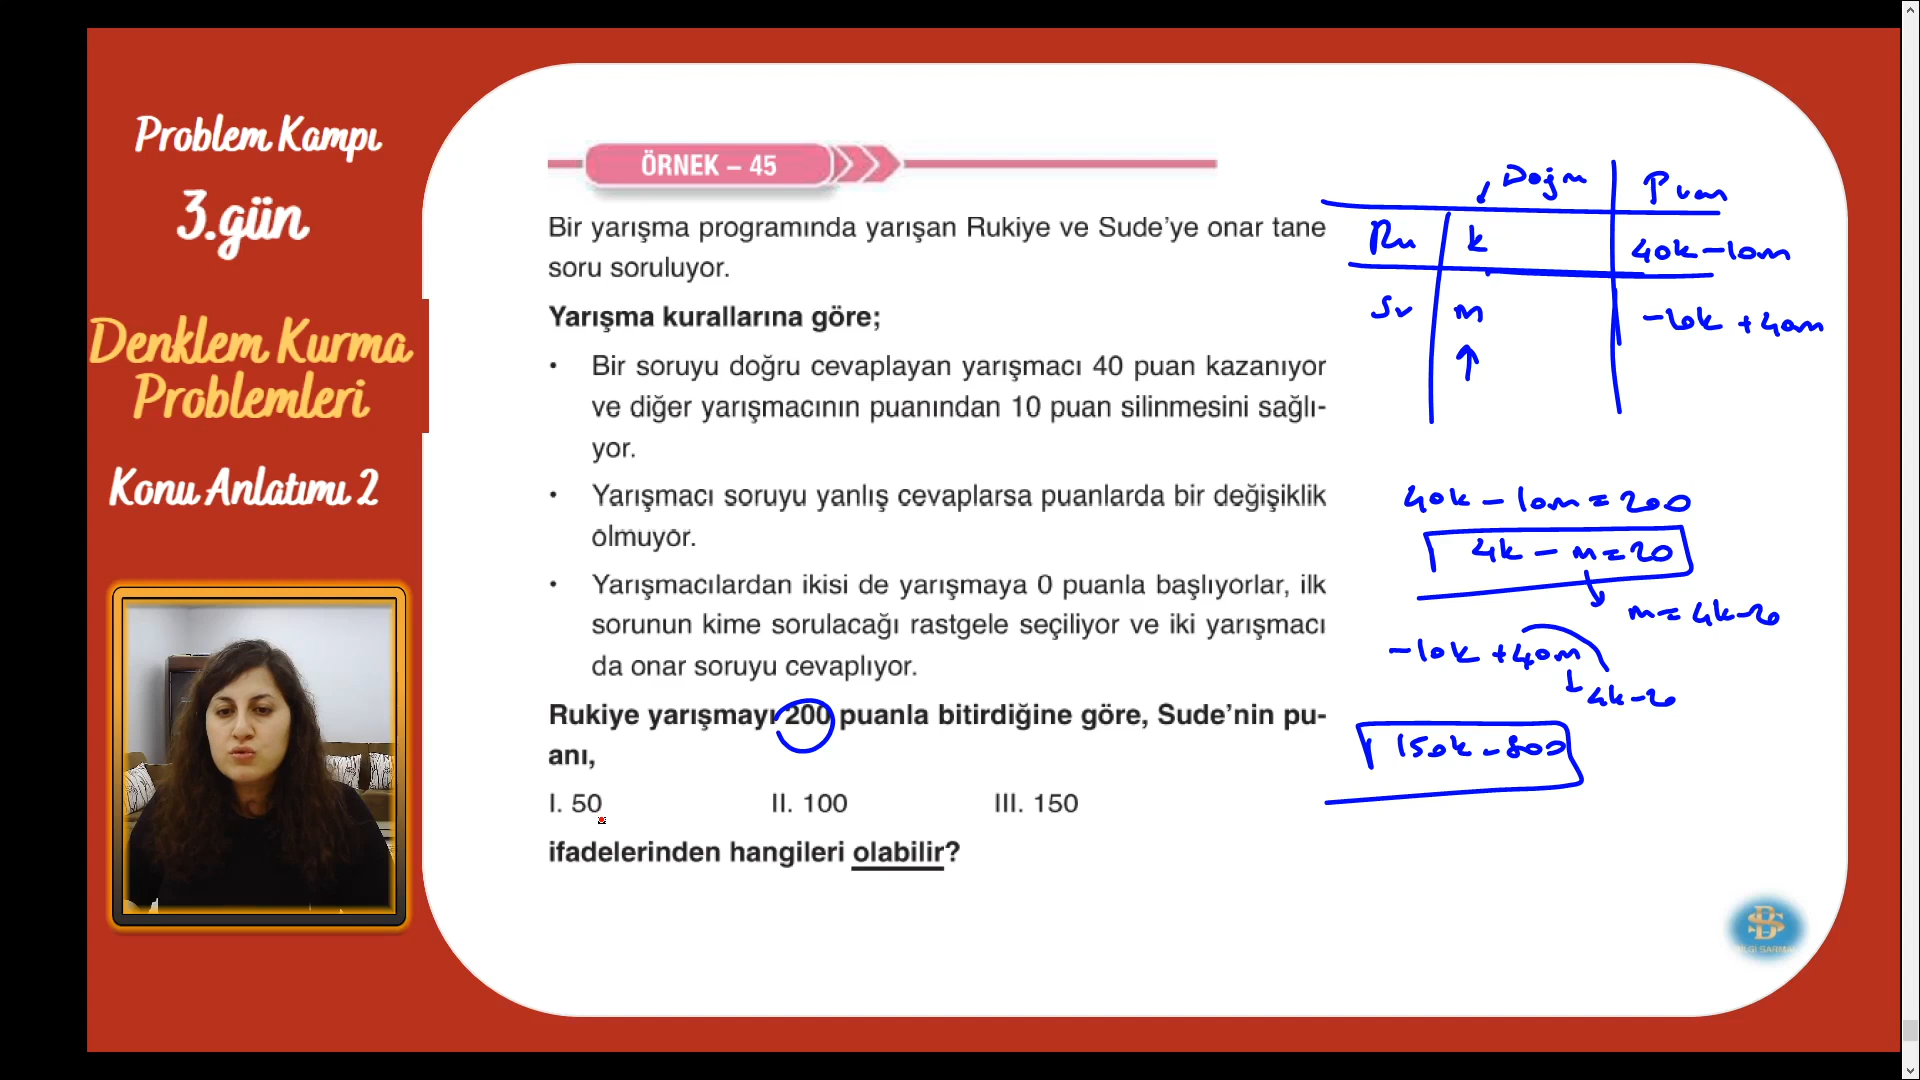 Problem Kampı
3.gün
Denklem Kurma
Problemleri
Konu Anlatımı 2
ÖRNEK – 45
Bir yarışma programında yarışan Rukiye ve Sude’ye onar tane
soru soruluyor.
Yarışma kurallarına göre;
• Bir soruyu doğru cevaplayan yarışmacı 40 puan kazanıyor
ve diğer yarışmacının puanından 10 puan silinmesini sağlı-
yor.
• Yarışmacı soruyu yanlış cevaplarsa puanlarda bir değişiklik
olmuyor.
• Yarışmacılardan ikisi de yarışmaya 0 puanla başlıyorlar, ilk
sorunun kime sorulacağı rastgele seçiliyor ve iki yarışmacı
da onar soruyu cevaplıyor.
Rukiye yarışmayı 200 puanla bitirdiğine göre, Sude’nin pu-
anı,
I. 50 II. 100 III. 150
ifadelerinden hangileri olabilir?
Doğru Puan
Ru k 40k-10m
Su m -10k+40m
40k-10m=200
4k-m=20
m=4k-20
-10k+40m
4k-20
150k-800
BİLGİ SARMAL